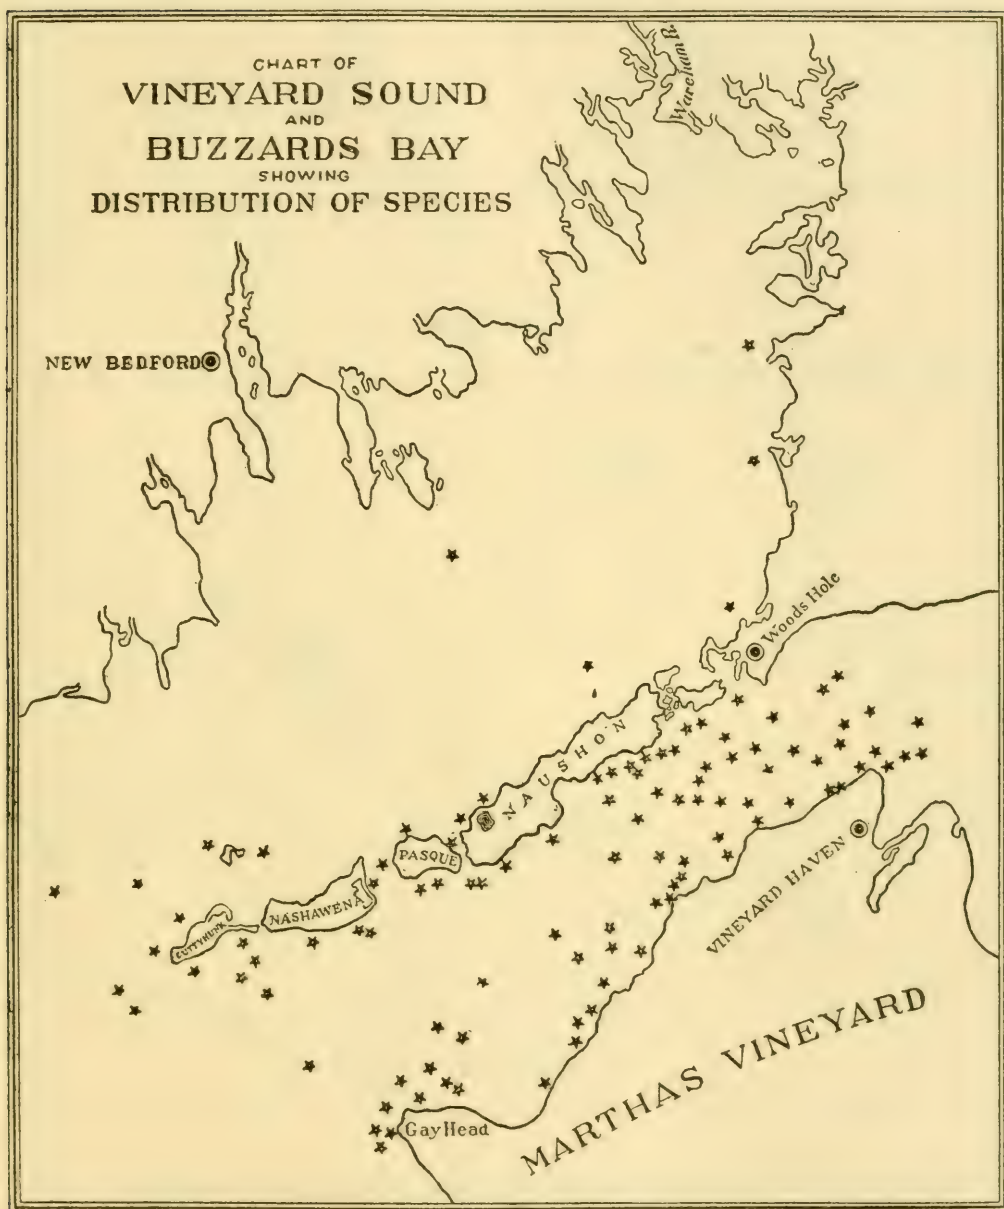 CHART OF
VINEYARD SOUND
AND
BUZZARDS BAY
SHOWING
DISTRIBUTION OF SPECIES
Wareham R.
NEW BEDFORD
Woods Hole
NAUSHON
PASQUE
NASHAWENA
CUTTYHUNK
VINEYARD HAVEN
MARTHAS VINEYARD
Gay Head